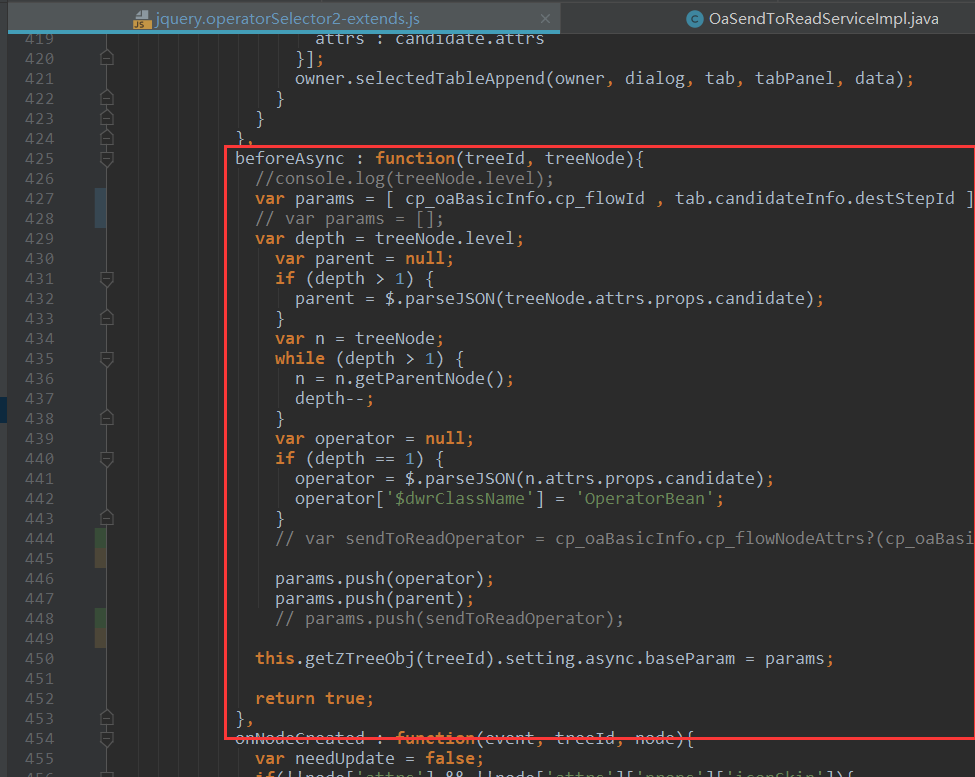 jquery.operatorSelector2-extends.js
OaSendToReadServiceImpl.java
419 attrs : candidate.attrs
420 }];
421 owner.selectedTableAppend(owner, dialog, tab, tabPanel, data);
422 }
423 }
424 },
425 beforeAsync : function(treeId, treeNode){
426 //console.log(treeNode.level);
427 var params = [ cp_oaBasicInfo.cp_flowId , tab.candidateInfo.destStepId ]
428 // var params = [];
429 var depth = treeNode.level;
430 var parent = null;
431 if (depth > 1) {
432 parent = $.parseJSON(treeNode.attrs.props.candidate);
433 }
434 var n = treeNode;
435 while (depth > 1) {
436 n = n.getParentNode();
437 depth--;
438 }
439 var operator = null;
440 if (depth == 1) {
441 operator = $.parseJSON(n.attrs.props.candidate);
442 operator['$dwrClassName'] = 'OperatorBean';
443 }
444 // var sendToReadOperator = cp_oaBasicInfo.cp_flowNodeAttrs?(cp_oaBasi
445
446 params.push(operator);
447 params.push(parent);
448 // params.push(sendToReadOperator);
449
450 this.getZTreeObj(treeId).setting.async.baseParam = params;
451
452 return true;
453 },
454 onNodeCreated : function(event, treeId, node){
455 var needUpdate = false;
456 if(!!node['attrs'] && !!node['attrs']['props']['iconSkin']){